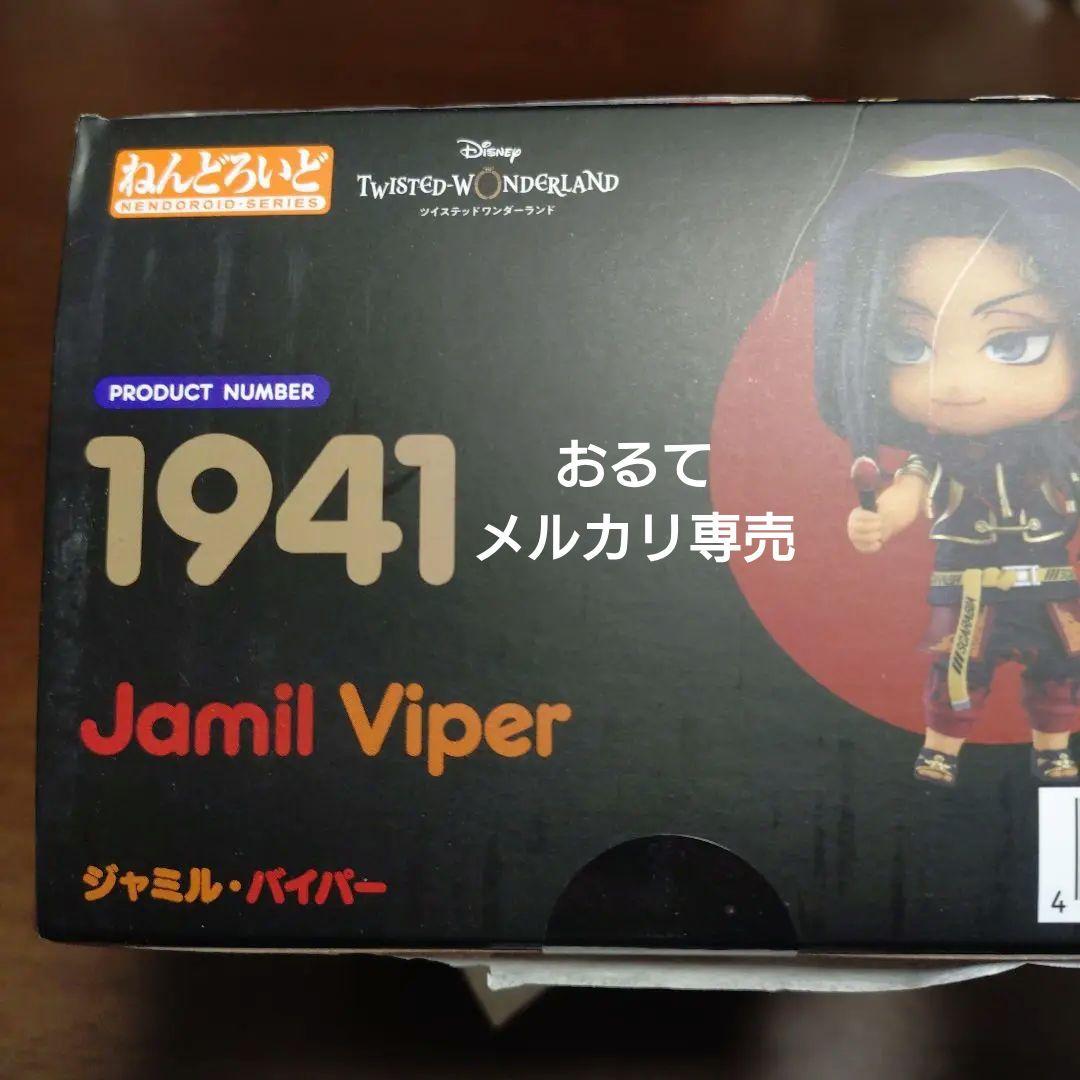 ねんどろいど
NENDOROID・SERIES
Disney
TWISTED-WONDERLAND
ツイステッドワンダーランド
PRODUCT NUMBER
1941
おるて
メルカリ専売
Jamil Viper
ジャミル・バイパー
///SCARABIA
4